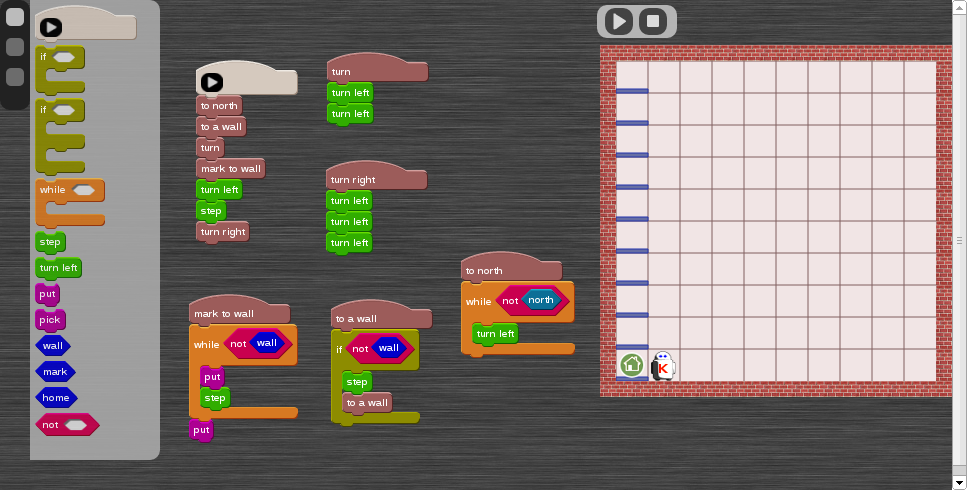 if
if
while
step
turn left
put
pick
wall
mark
home
not
to north
to a wall
turn
mark to wall
turn left
step
turn right
turn
turn left
turn left
turn right
turn left
turn left
turn left
mark to wall
while not wall
put
step
put
to a wall
if not wall
step
to a wall
to north
while not north
turn left
K